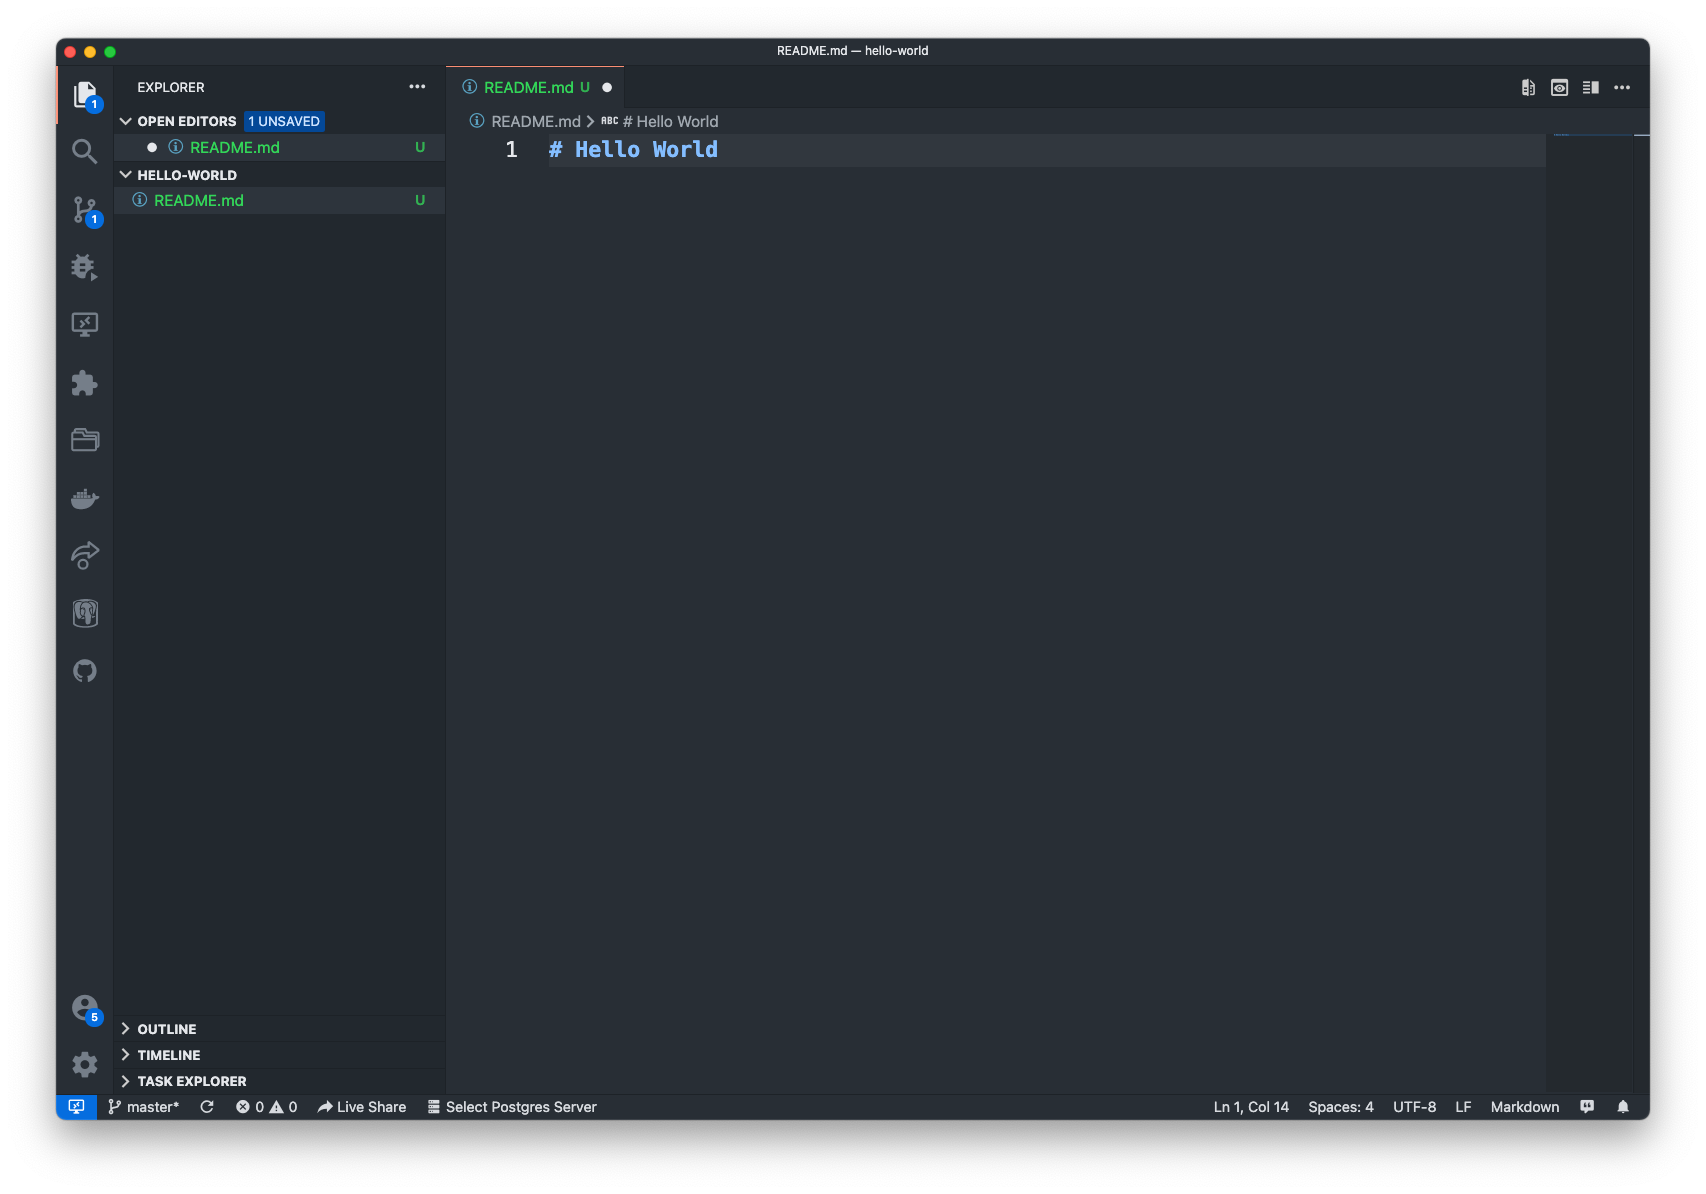 README.md — hello-world
EXPLORER
README.md U
1
OPEN EDITORS 1 UNSAVED
README.md > ABC # Hello World
README.md U
1 # Hello World
HELLO-WORLD
README.md U
1
5
OUTLINE
TIMELINE
TASK EXPLORER
master* 0 0 Live Share Select Postgres Server Ln 1, Col 14 Spaces: 4 UTF-8 LF Markdown